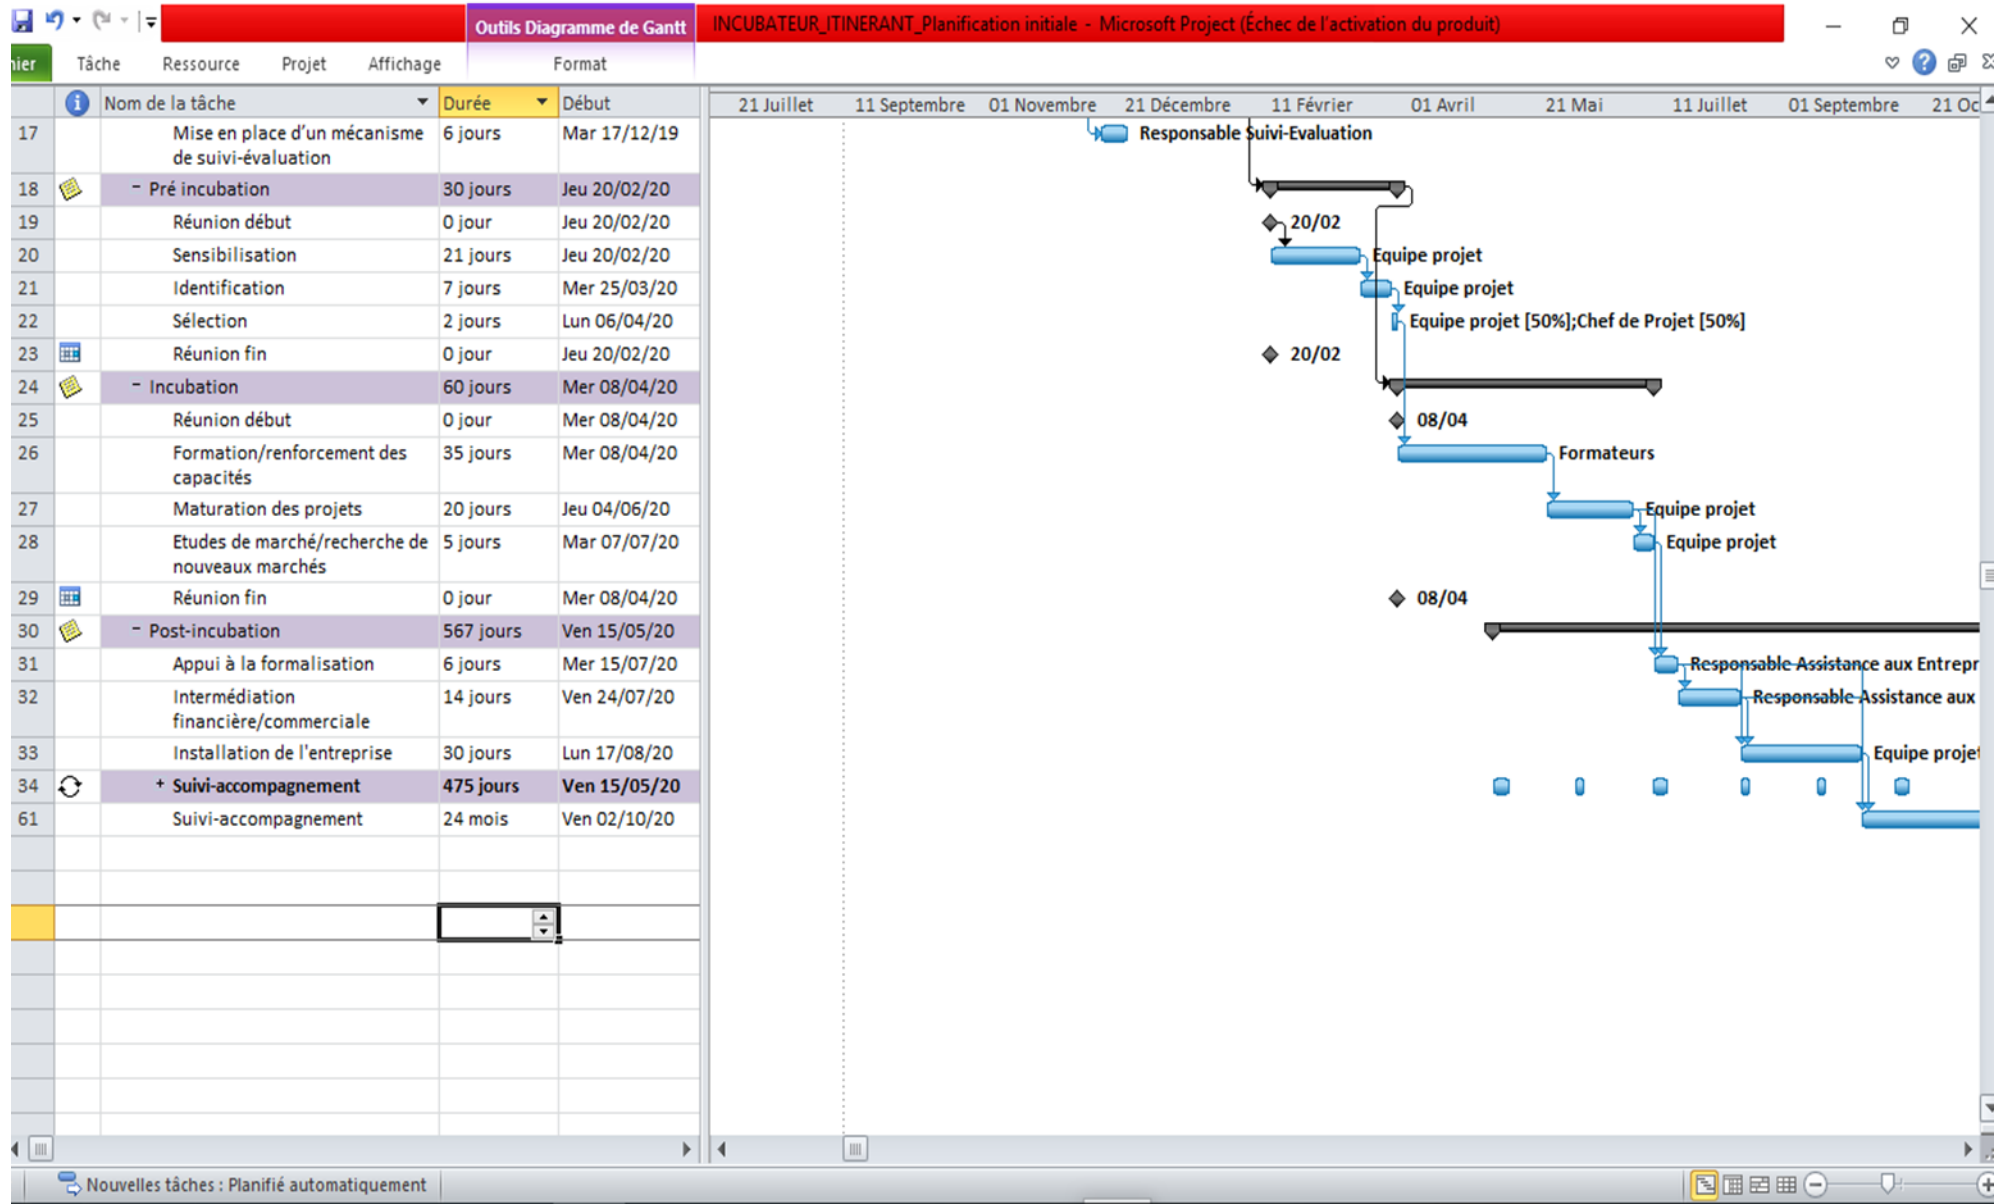 Outils Diagramme de Gantt
INCUBATEUR_ITINERANT_Planification initiale - Microsoft Project (Échec de l'activation du produit)
Tâche Ressource Projet Affichage Format
Nom de la tâche Durée Début
21 Juillet 11 Septembre 01 Novembre 21 Décembre 11 Février 01 Avril 21 Mai 11 Juillet 01 Septembre 21 Oc
17 Mise en place d'un mécanisme 6 jours Mar 17/12/19 Responsable Suivi-Evaluation
de suivi-évaluation
18 - Pré incubation 30 jours Jeu 20/02/20
19 Réunion début 0 jour Jeu 20/02/20 20/02
20 Sensibilisation 21 jours Jeu 20/02/20 Equipe projet
21 Identification 7 jours Mer 25/03/20 Equipe projet
22 Sélection 2 jours Lun 06/04/20 Equipe projet [50%];Chef de Projet [50%]
23 Réunion fin 0 jour Jeu 20/02/20 20/02
24 - Incubation 60 jours Mer 08/04/20
25 Réunion début 0 jour Mer 08/04/20 08/04
26 Formation/renforcement des 35 jours Mer 08/04/20 Formateurs
capacités
27 Maturation des projets 20 jours Jeu 04/06/20 Equipe projet
28 Etudes de marché/recherche de 5 jours Mar 07/07/20 Equipe projet
nouveaux marchés
29 Réunion fin 0 jour Mer 08/04/20 08/04
30 - Post-incubation 567 jours Ven 15/05/20
31 Appui à la formalisation 6 jours Mer 15/07/20 Responsable Assistance aux Entrepr
32 Intermédiation 14 jours Ven 24/07/20 Responsable Assistance aux
financière/commerciale
33 Installation de l'entreprise 30 jours Lun 17/08/20 Equipe projet
34 + Suivi-accompagnement 475 jours Ven 15/05/20
61 Suivi-accompagnement 24 mois Ven 02/10/20
Nouvelles tâches : Planifié automatiquement